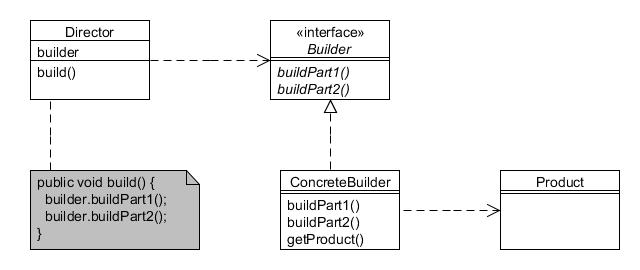 Director
builder
build()
«interface»
Builder
buildPart1()
buildPart2()
public void build() {
builder.buildPart1();
builder.buildPart2();
}
ConcreteBuilder
buildPart1()
buildPart2()
getProduct()
Product